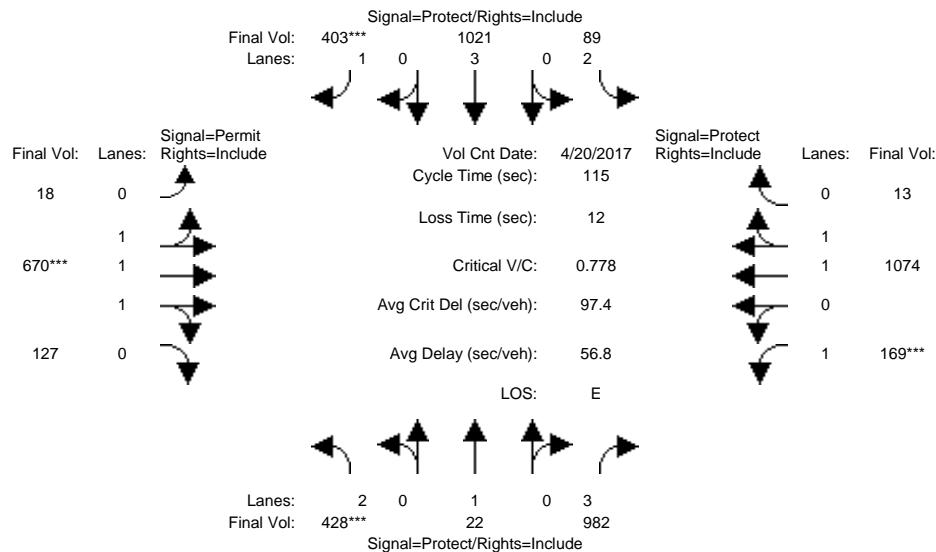 Signal=Protect/Rights=Include
Final Vol: 403*** 1021 89
Lanes: 1 0 3 0 2
Signal=Permit
Final Vol: Lanes: Rights=Include
Vol Cnt Date: 4/20/2017
Signal=Protect
Rights=Include Lanes: Final Vol:
Cycle Time (sec): 115
18 0
0 13
Loss Time (sec): 12
1
1
670*** 1
Critical V/C: 0.778
1 1074
1
Avg Crit Del (sec/veh): 97.4
0
127 0
Avg Delay (sec/veh): 56.8
1 169***
LOS: E
Lanes: 2 0 1 0 3
Final Vol: 428*** 22 982
Signal=Protect/Rights=Include